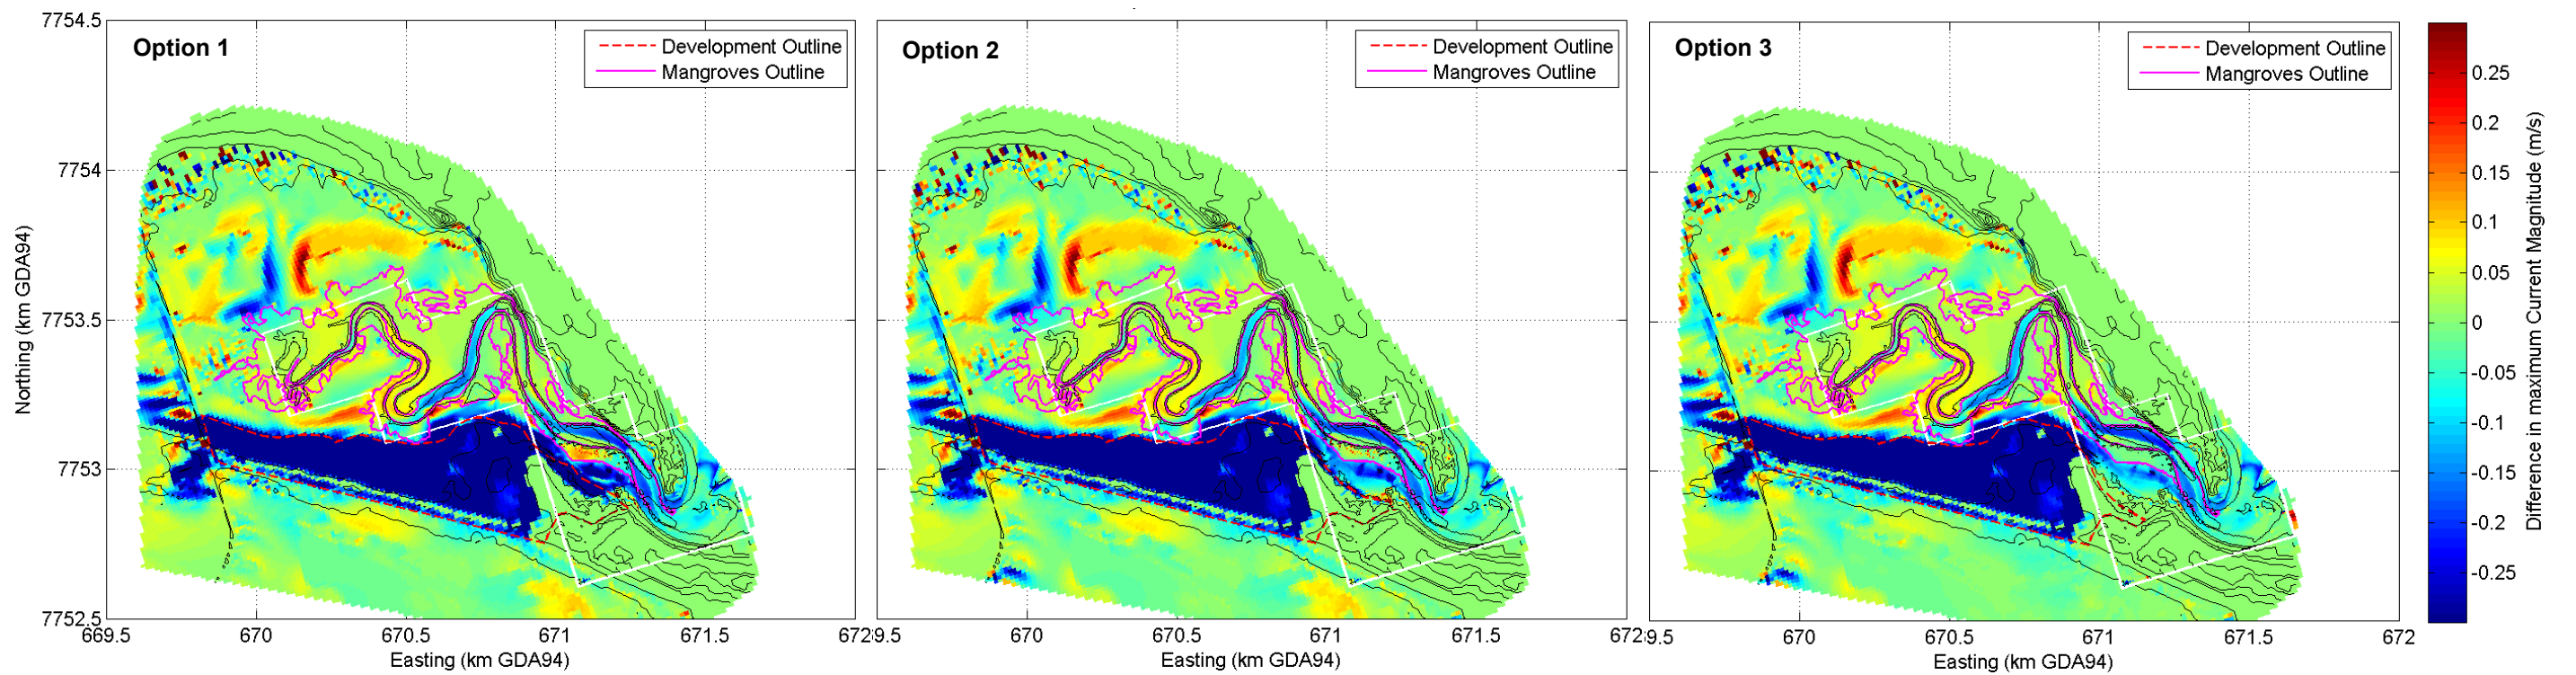 Option 1
Development Outline
Mangroves Outline
Option 2
Development Outline
Mangroves Outline
Option 3
Development Outline
Mangroves Outline
7754.5
7754
7753.5
7753
7752.5
Northing (km GDA94)
669.5 670 670.5 671 671.5 672
9.5 670 670.5 671 671.5 672
9.5 670 670.5 671 671.5 672
Easting (km GDA94)
Easting (km GDA94)
Easting (km GDA94)
0.25
0.2
0.15
0.1
0.05
0
-0.05
-0.1
-0.15
-0.2
-0.25
Difference in maximum Current Magnitude (m/s)